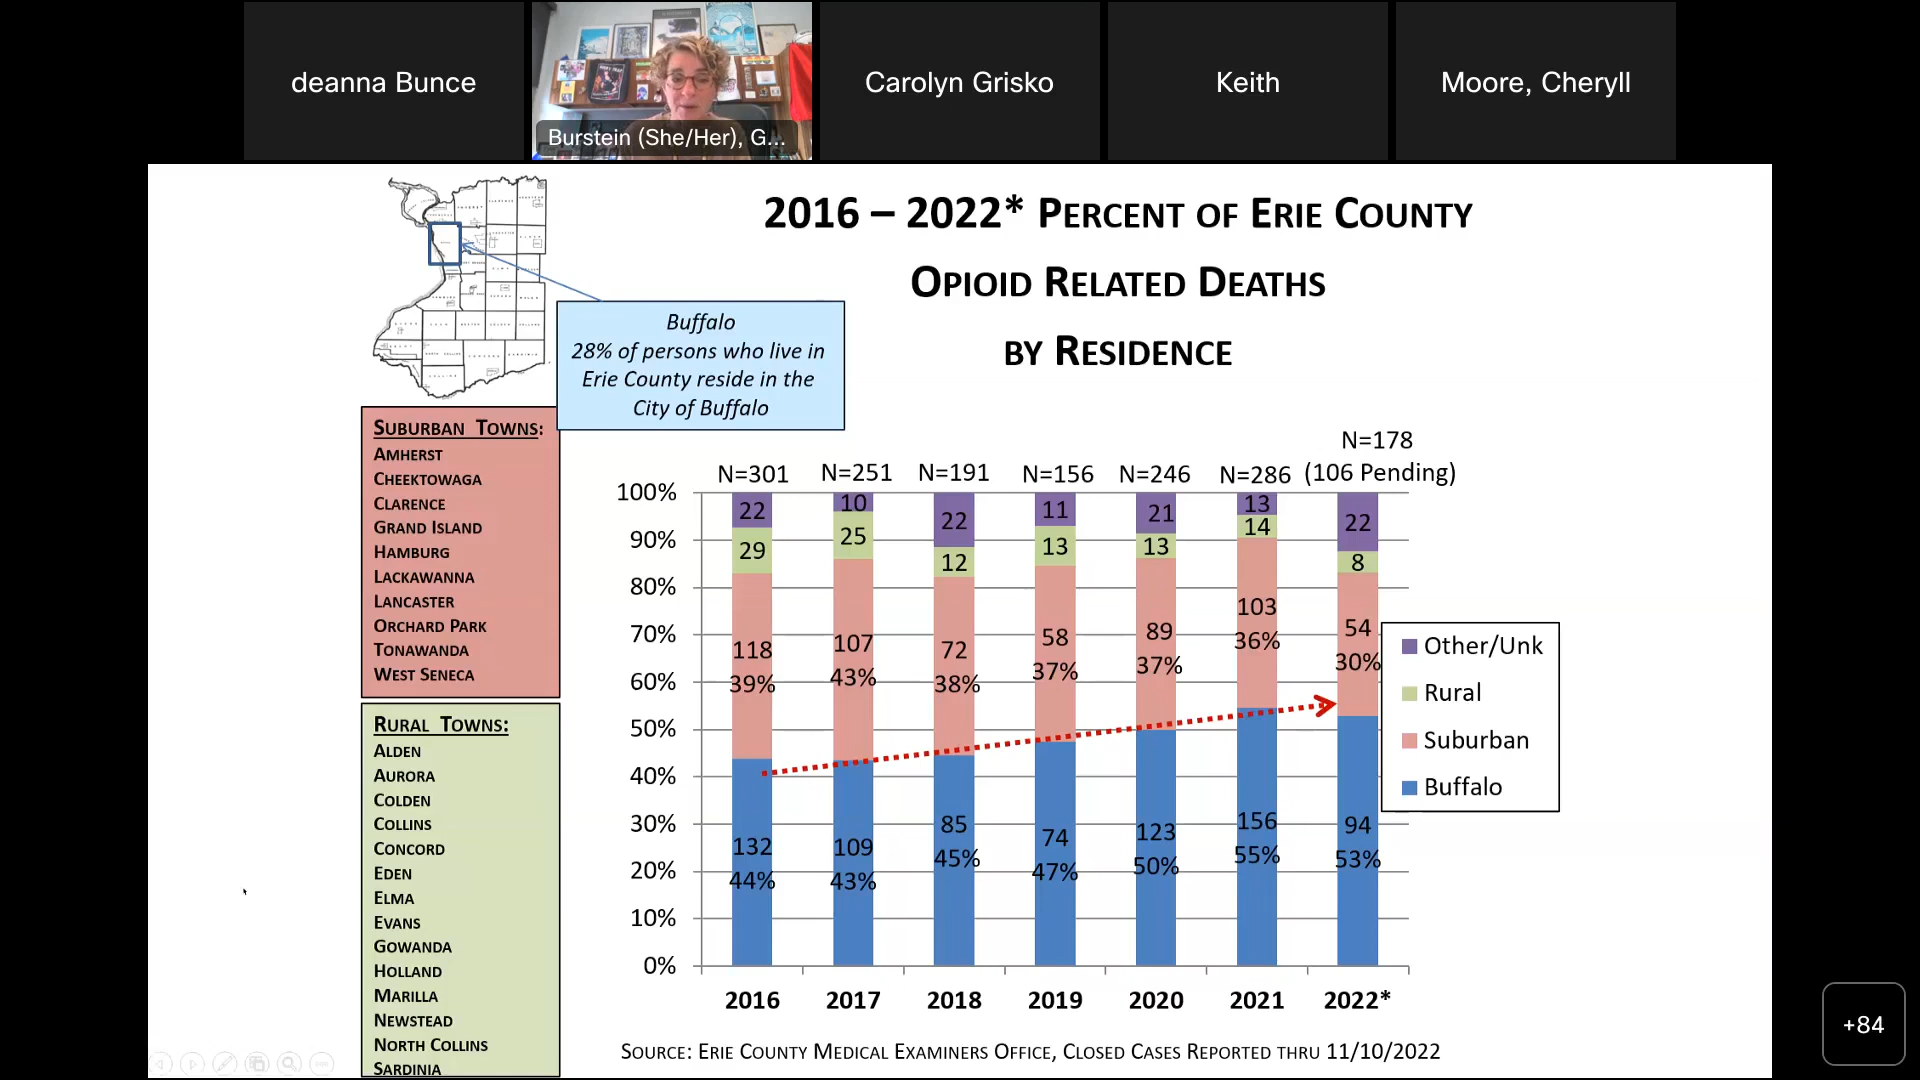 deanna Bunce
Burstein (She/Her), G...
Carolyn Grisko
Keith
Moore, Cheryll
2016 – 2022* PERCENT OF ERIE COUNTY
OPIOID RELATED DEATHS
BY RESIDENCE
Buffalo
28% of persons who live in
Erie County reside in the
City of Buffalo
SUBURBAN TOWNS:
AMHERST
CHEEKTOWAGA
CLARENCE
GRAND ISLAND
HAMBURG
LACKAWANNA
LANCASTER
ORCHARD PARK
TONAWANDA
WEST SENECA
RURAL TOWNS:
ALDEN
AURORA
COLDEN
COLLINS
CONCORD
EDEN
ELMA
EVANS
GOWANDA
HOLLAND
MARILLA
NEWSTEAD
NORTH COLLINS
SARDINIA
N=178
N=301 N=251 N=191 N=156 N=246 N=286 (106 Pending)
100%
90%
80%
70%
60%
50%
40%
30%
20%
10%
0%
22 10 22 11 21 13 22
29 25 12 13 13 14 8
118 107 72 58 89 103 54
39% 43% 38% 37% 37% 36% 30%
132 109 85 74 123 156 94
44% 43% 45% 47% 50% 55% 53%
2016 2017 2018 2019 2020 2021 2022*
Other/Unk
Rural
Suburban
Buffalo
SOURCE: ERIE COUNTY MEDICAL EXAMINERS OFFICE, CLOSED CASES REPORTED THRU 11/10/2022
+84